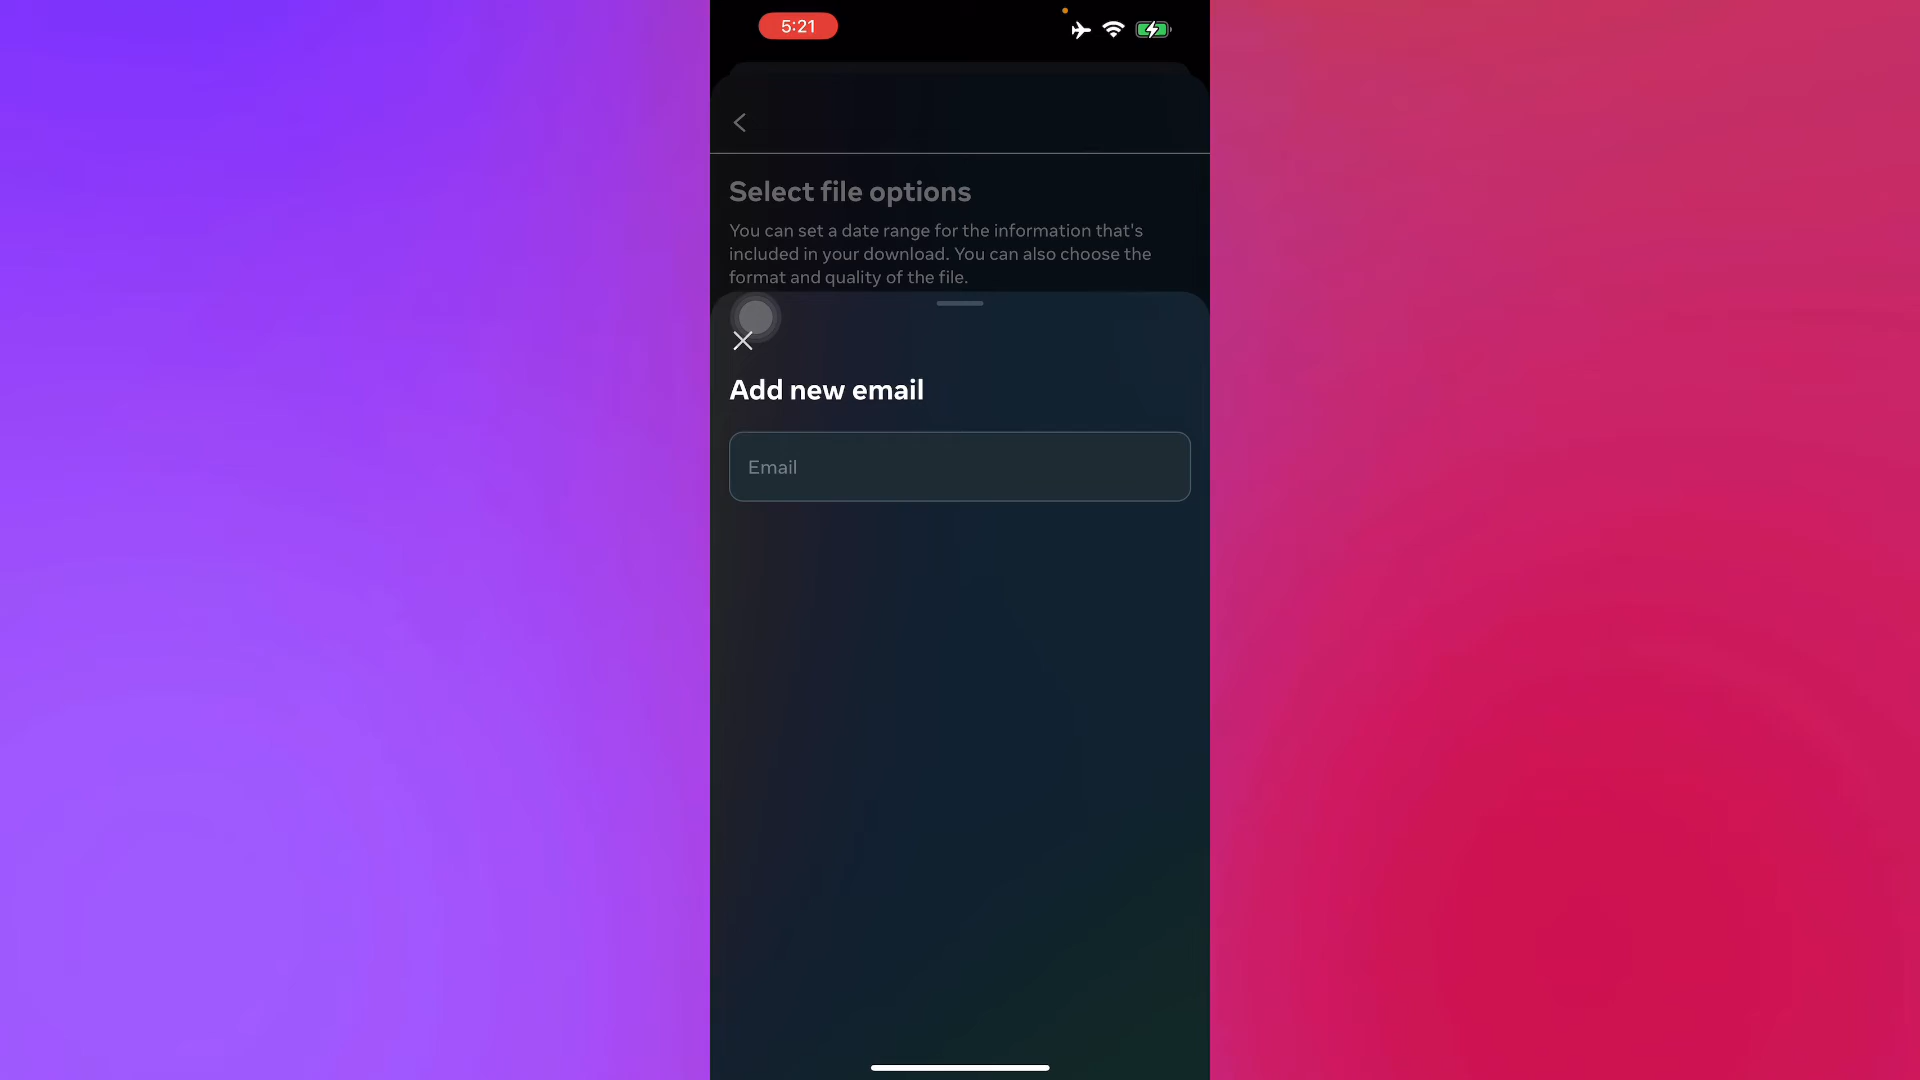 5:21
Select file options
You can set a date range for the information that's
included in your download. You can also choose the
format and quality of the file.
Add new email
Email